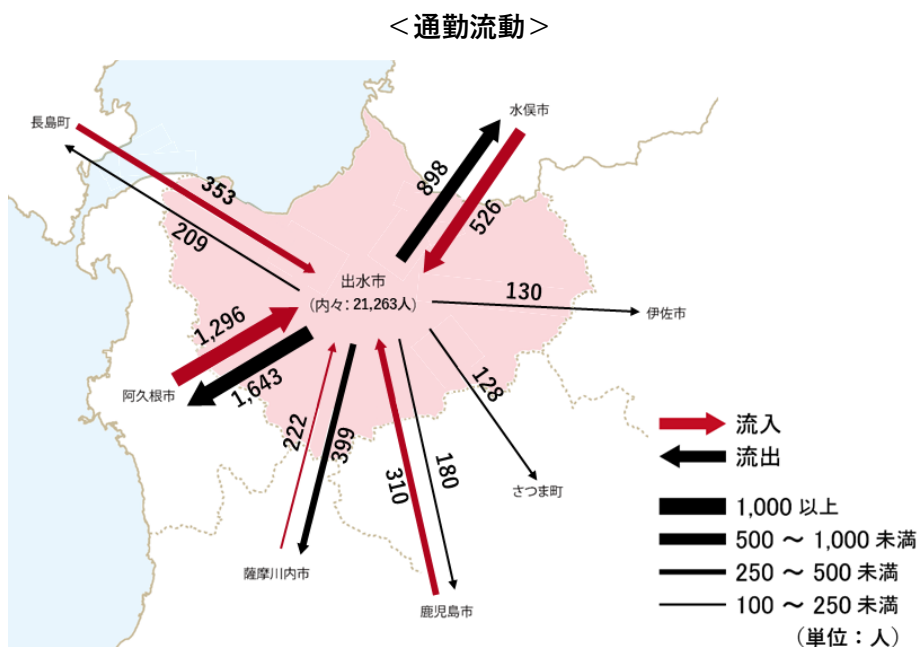 ＜通勤流動＞
水俣市
長島町
898
353
526
209
出水市
（内々：21,263人）
130
伊佐市
1,296
阿久根市
1,643
128
222
399
310
180
さつま町
薩摩川内市
鹿児島市
流入
流出
1,000 以上
500 ～ 1,000 未満
250 ～ 500 未満
100 ～ 250 未満
（単位：人）